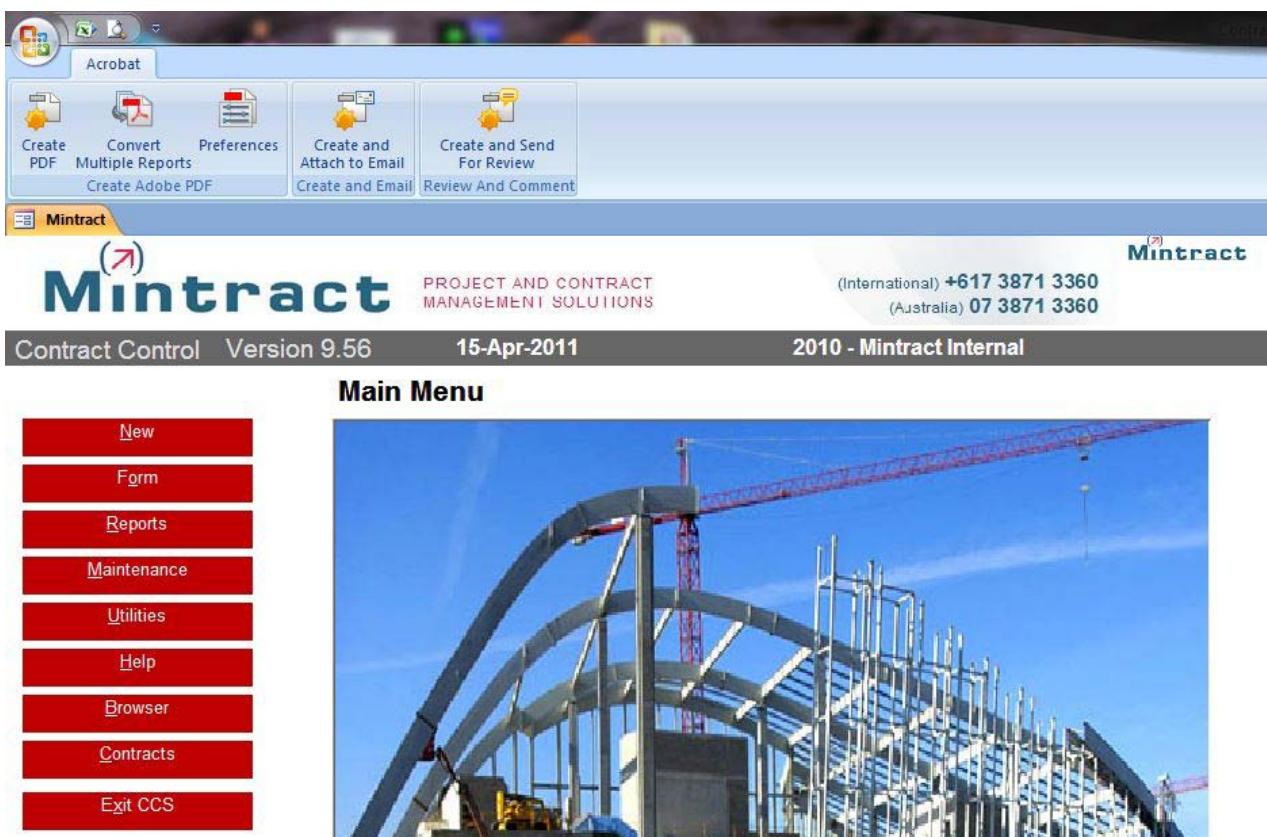 Contra
Acrobat
Create PDF
Convert Multiple Reports
Preferences
Create and Attach to Email
Create and Send For Review
Create Adobe PDF
Create and Email
Review And Comment
Mintract
Mintract
PROJECT AND CONTRACT
MANAGEMENT SOLUTIONS
(International) +617 3871 3360
(Australia) 07 3871 3360
Mintract
Contract Control Version 9.56 15-Apr-2011 2010 - Mintract Internal
Main Menu
New
Form
Reports
Maintenance
Utilities
Help
Browser
Contracts
Exit CCS